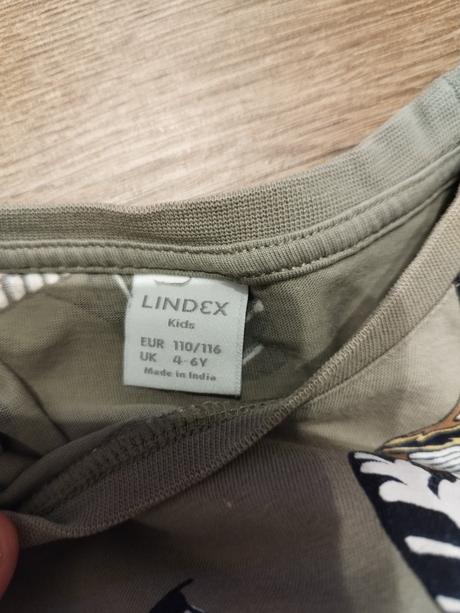 LINDEX
Kids
EUR 110/116
UK 4-6Y
Made in India